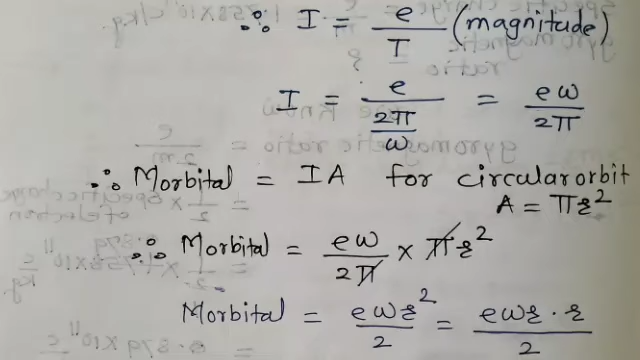 ∵ I = e/T (magnitude)
I = e/(2π/ω) = eω/2π
∴ Morbital = IA for circular orbit
A = πr²
∴ Morbital = eω/2π × πr²
Morbital = eωr²/2 = eωr·r/2